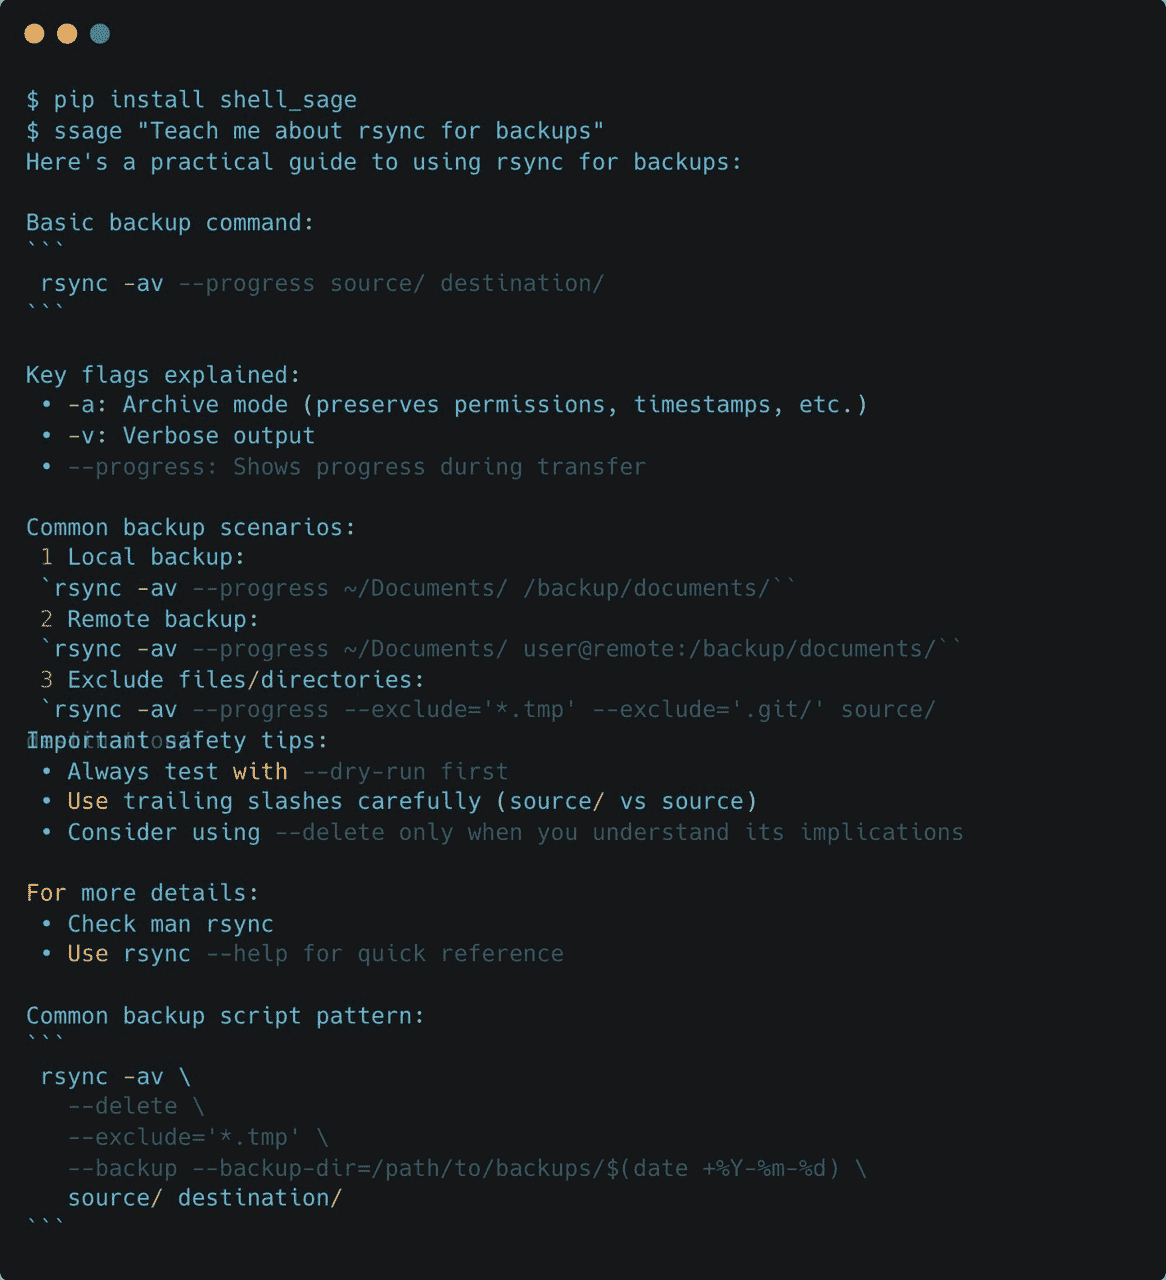 $ pip install shell_sage
$ ssage "Teach me about rsync for backups"
Here's a practical guide to using rsync for backups:
Basic backup command:
```
rsync -av --progress source/ destination/
```
Key flags explained:
• -a: Archive mode (preserves permissions, timestamps, etc.)
• -v: Verbose output
• --progress: Shows progress during transfer
Common backup scenarios:
1 Local backup:
`rsync -av --progress ~/Documents/ /backup/documents/``
2 Remote backup:
`rsync -av --progress ~/Documents/ user@remote:/backup/documents/``
3 Exclude files/directories:
`rsync -av --progress --exclude='*.tmp' --exclude='.git/' source/
Important safety tips:
• Always test with --dry-run first
• Use trailing slashes carefully (source/ vs source)
• Consider using --delete only when you understand its implications
For more details:
• Check man rsync
• Use rsync --help for quick reference
Common backup script pattern:
```
rsync -av \
--delete \
--exclude='*.tmp' \
--backup --backup-dir=/path/to/backups/$(date +%Y-%m-%d) \
source/ destination/
```